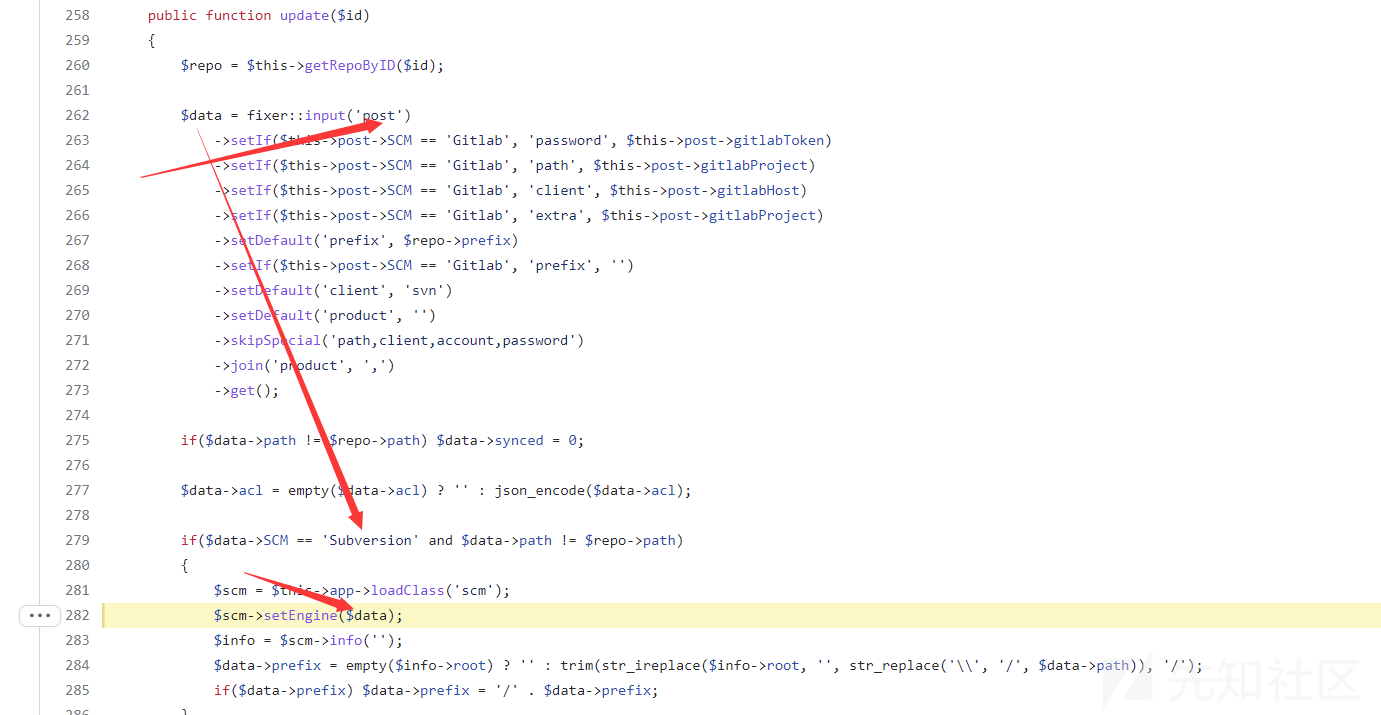 258 public function update($id)
259 {
260 $repo = $this->getRepoByID($id);
261
262 $data = fixer::input('post')
263 ->setIf($this->post->SCM == 'Gitlab', 'password', $this->post->gitlabToken)
264 ->setIf($this->post->SCM == 'Gitlab', 'path', $this->post->gitlabProject)
265 ->setIf($this->post->SCM == 'Gitlab', 'client', $this->post->gitlabHost)
266 ->setIf($this->post->SCM == 'Gitlab', 'extra', $this->post->gitlabProject)
267 ->setDefault('prefix', $repo->prefix)
268 ->setIf($this->post->SCM == 'Gitlab', 'prefix', '')
269 ->setDefault('client', 'svn')
270 ->setDefault('product', '')
271 ->skipSpecial('path,client,account,password')
272 ->join('product', ',')
273 ->get();
274
275 if($data->path != $repo->path) $data->synced = 0;
276
277 $data->acl = empty($data->acl) ? '' : json_encode($data->acl);
278
279 if($data->SCM == 'Subversion' and $data->path != $repo->path)
280 {
281 $scm = $this->app->loadClass('scm');
282 $scm->setEngine($data);
283 $info = $scm->info('');
284 $data->prefix = empty($info->root) ? '' : trim(str_ireplace($info->root, '', str_replace('\\', '/', $data->path)), '/');
285 if($data->prefix) $data->prefix = '/' . $data->prefix;
286 }
先知社区